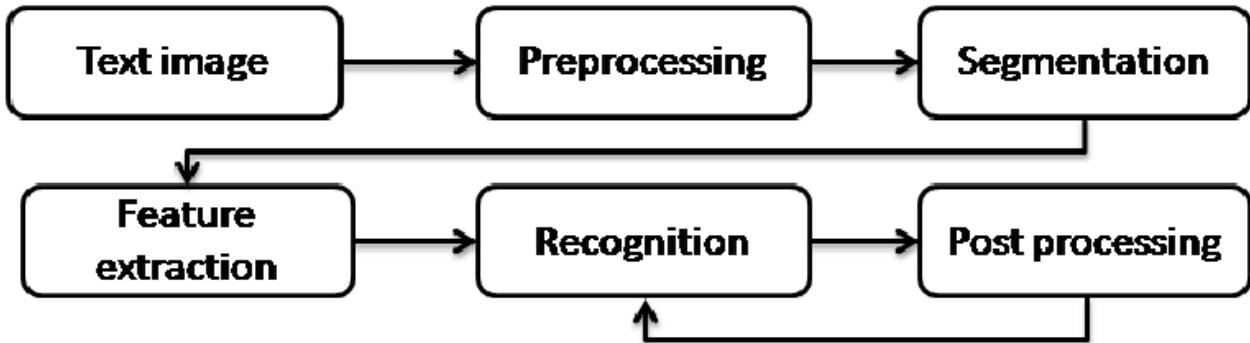 Text image
Preprocessing
Segmentation
Feature
extraction
Recognition
Post processing